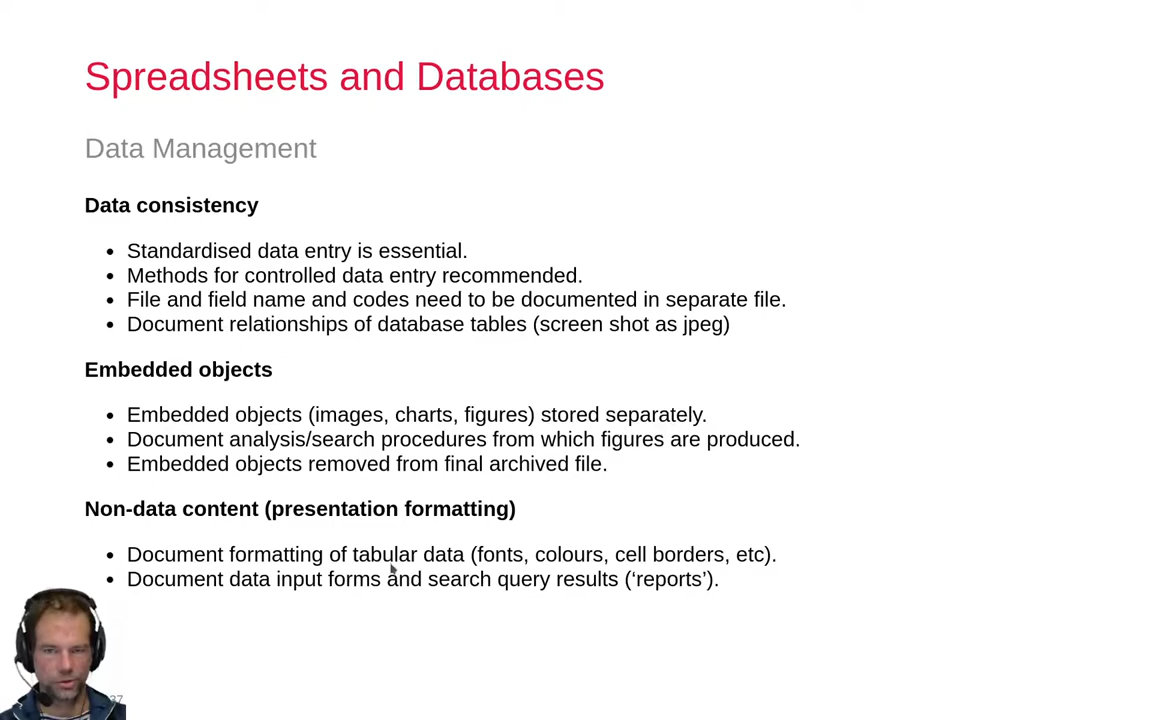 Spreadsheets and Databases
Data Management
Data consistency
• Standardised data entry is essential.
• Methods for controlled data entry recommended.
• File and field name and codes need to be documented in separate file.
• Document relationships of database tables (screen shot as jpeg)
Embedded objects
• Embedded objects (images, charts, figures) stored separately.
• Document analysis/search procedures from which figures are produced.
• Embedded objects removed from final archived file.
Non-data content (presentation formatting)
• Document formatting of tabular data (fonts, colours, cell borders, etc).
• Document data input forms and search query results (‘reports’).
37